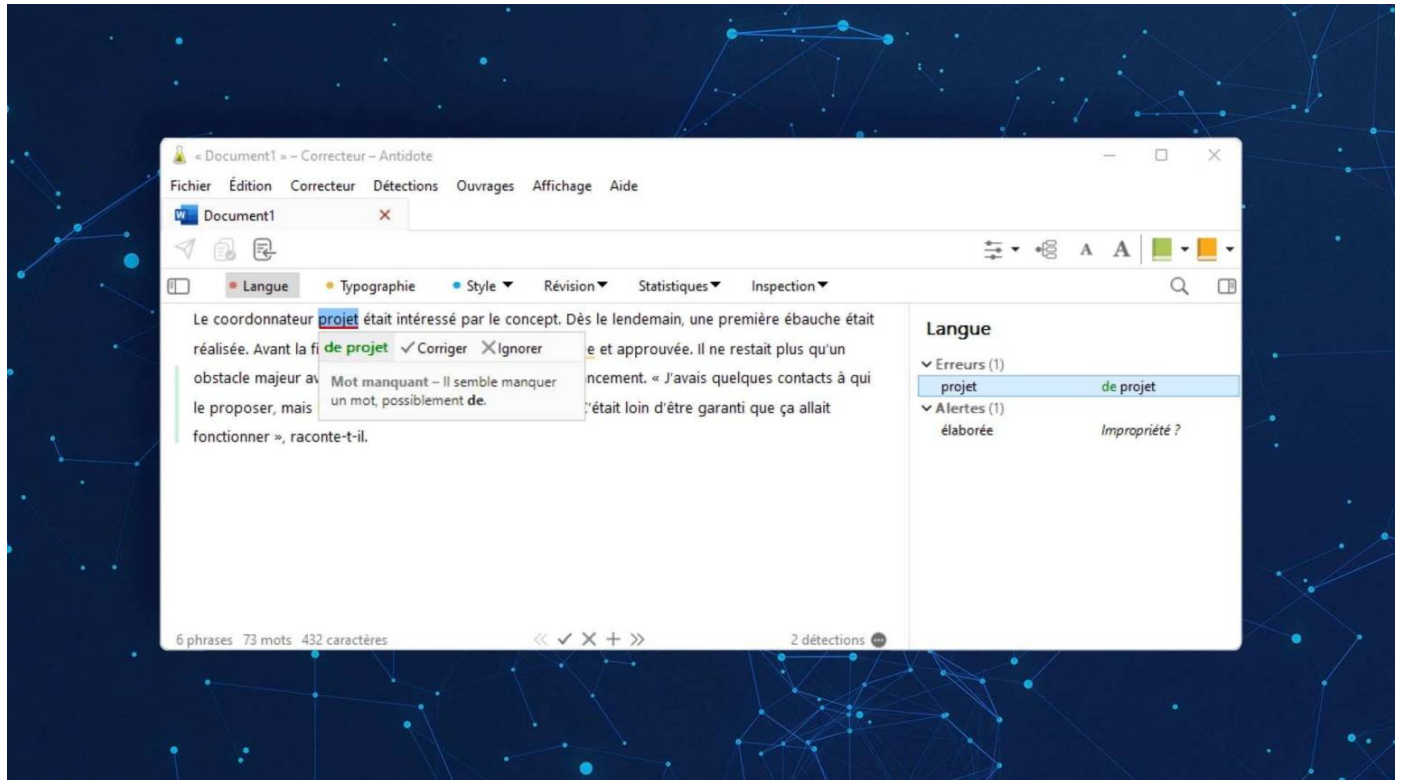 « Document1 » – Correcteur – Antidote
Fichier Édition Correcteur Détections Ouvrages Affichage Aide
W Document1
A A
Langue Typographie Style Révision Statistiques Inspection
Le coordonnateur projet était intéressé par le concept. Dès le lendemain, une première ébauche était
réalisée. Avant la fi
de projet Corriger Ignorer
e et approuvée. Il ne restait plus qu'un
obstacle majeur av
Mot manquant – Il semble manquer
un mot, possiblement de.
ncement. « J'avais quelques contacts à qui
le proposer, mais
'était loin d'être garanti que ça allait
fonctionner », raconte-t-il.
Langue
Erreurs (1)
projet de projet
Alertes (1)
élaborée Impropriété ?
6 phrases 73 mots 432 caractères
2 détections